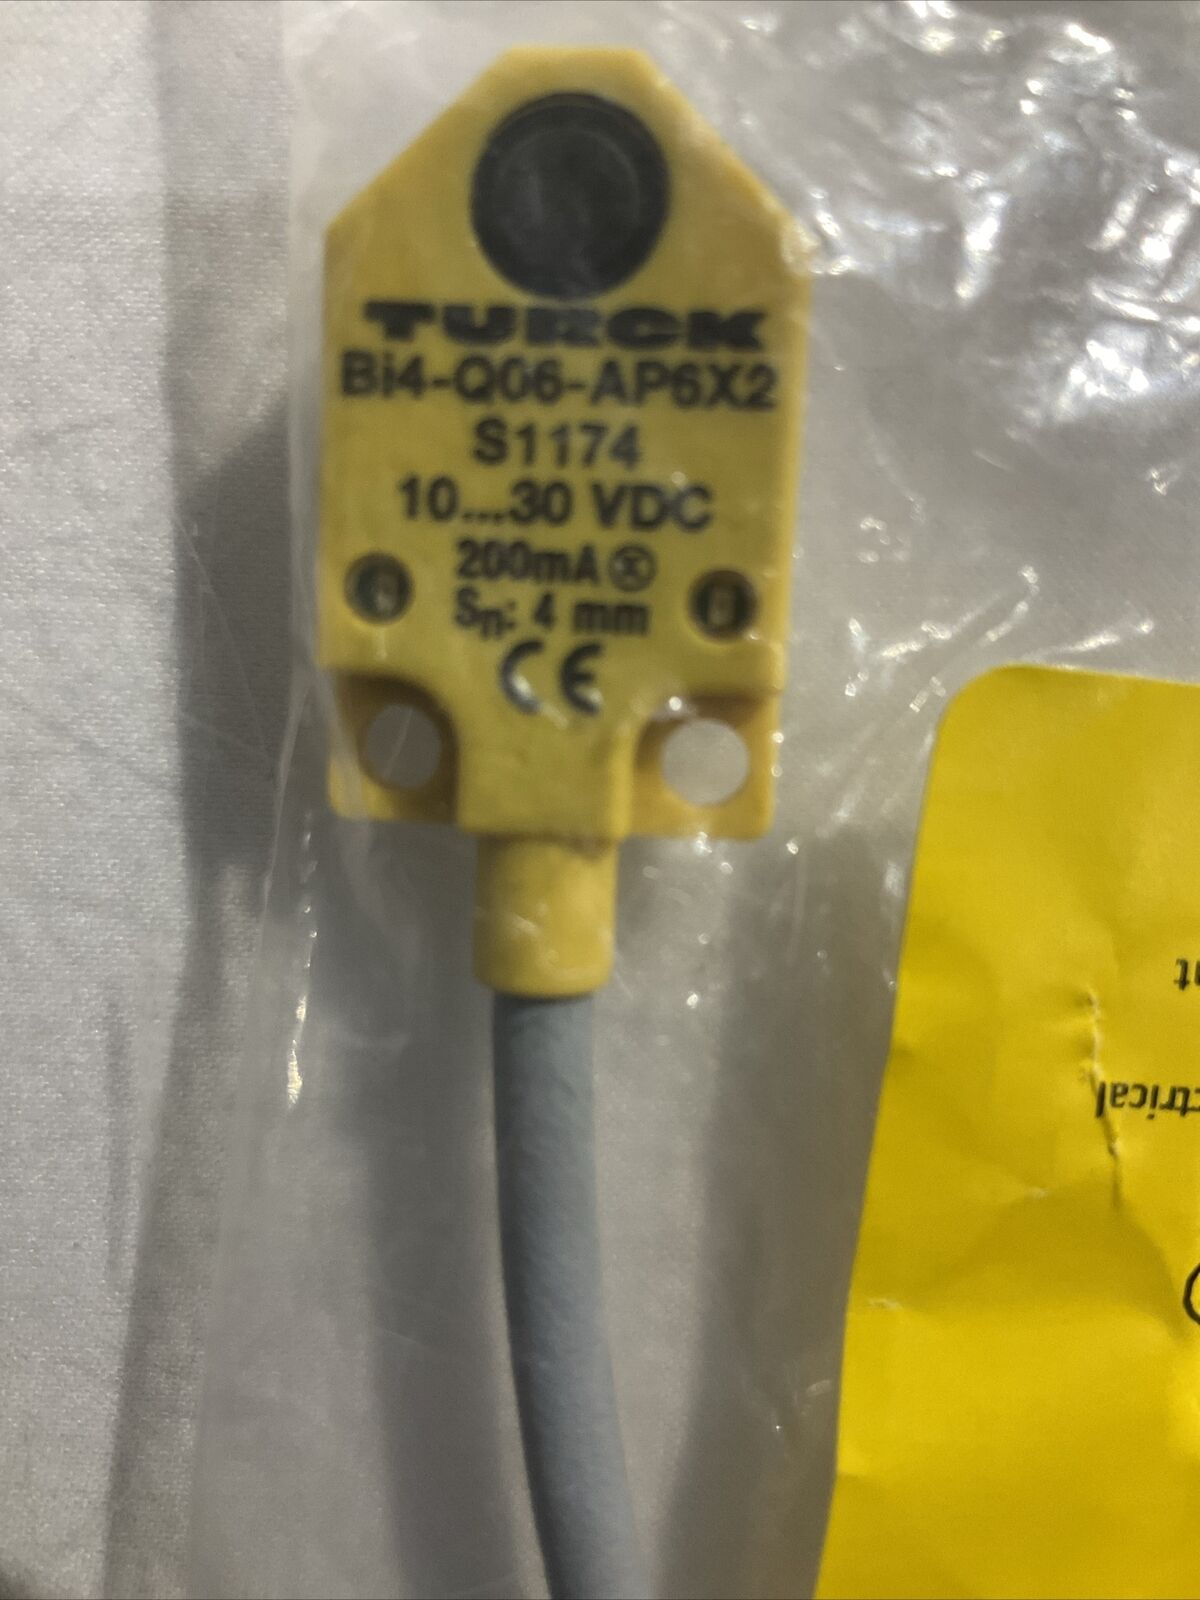 TURCK
Bi4-Q06-AP6X2
S1174
10...30 VDC
200mA
Sn: 4 mm
CE